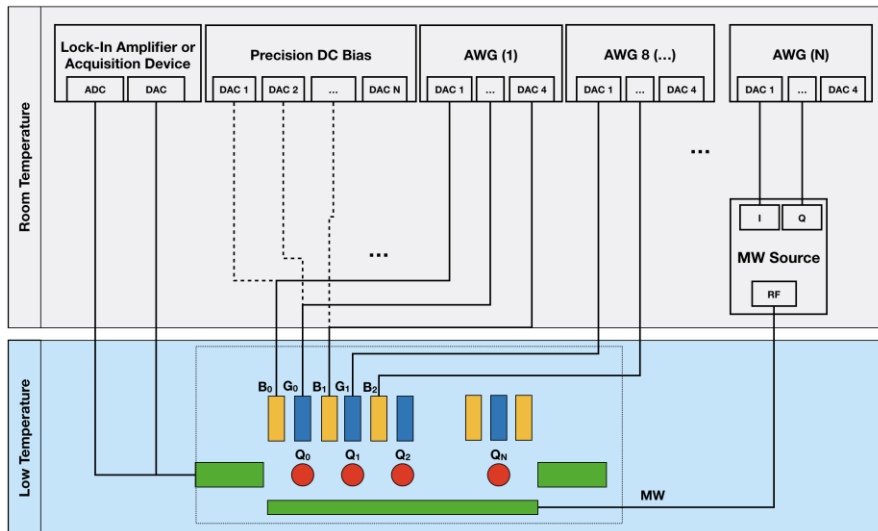 Room Temperature
Lock-In Amplifier or
Acquisition Device
ADC DAC
Precision DC Bias
DAC 1 DAC 2 ... DAC N
AWG (1)
DAC 1 ... DAC 4
AWG 8 (...)
DAC 1 ... DAC 4
AWG (N)
DAC 1 ... DAC 4
...
...
I Q
MW Source
RF
Low Temperature
B₀ G₀ B₁ G₁ B₂
Q₀ Q₁ Q₂ Q_N
MW